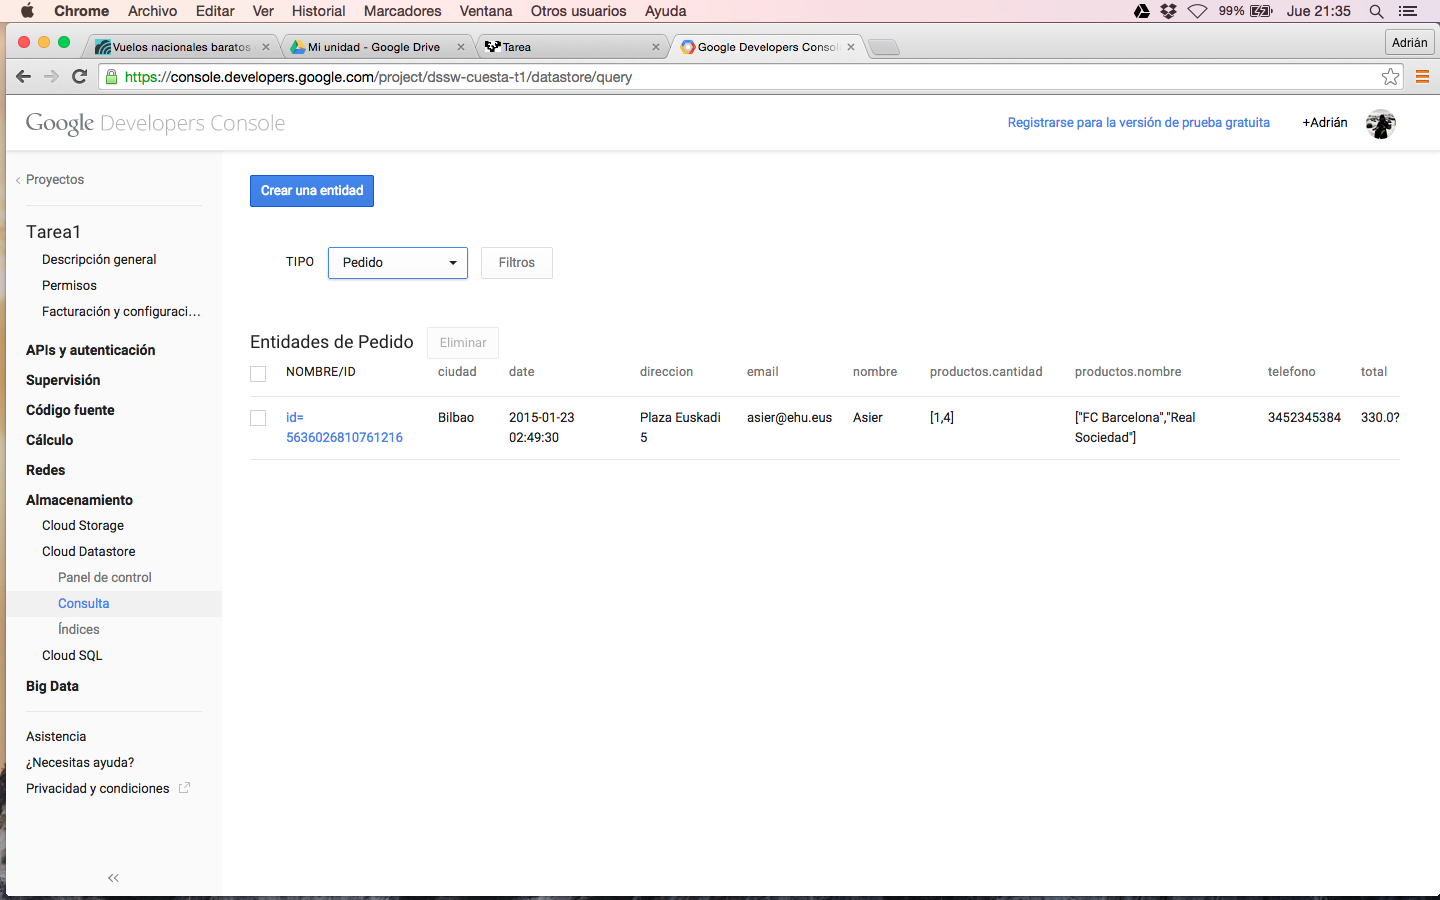 Chrome Archivo Editar Ver Historial Marcadores Ventana Otros usuarios Ayuda 99% Jue 21:35
Vuelos nacionales baratos Mi unidad - Google Drive Tarea Google Developers Consol Adrián
https://console.developers.google.com/project/dssw-cuesta-t1/datastore/query
Google Developers Console Registrarse para la versión de prueba gratuita +Adrián
Proyectos
Tarea1
Descripción general
Permisos
Facturación y configuraci...
APIs y autenticación
Supervisión
Código fuente
Cálculo
Redes
Almacenamiento
Cloud Storage
Cloud Datastore
Panel de control
Consulta
Índices
Cloud SQL
Big Data
Asistencia
¿Necesitas ayuda?
Privacidad y condiciones
Crear una entidad
TIPO Pedido Filtros
Entidades de Pedido Eliminar
NOMBRE/ID ciudad date direccion email nombre productos.cantidad productos.nombre telefono total
id= Bilbao 2015-01-23 Plaza Euskadi asier@ehu.eus Asier [1,4] ["FC Barcelona","Real 3452345384 330.0?
5636026810761216 02:49:30 5 Sociedad"]